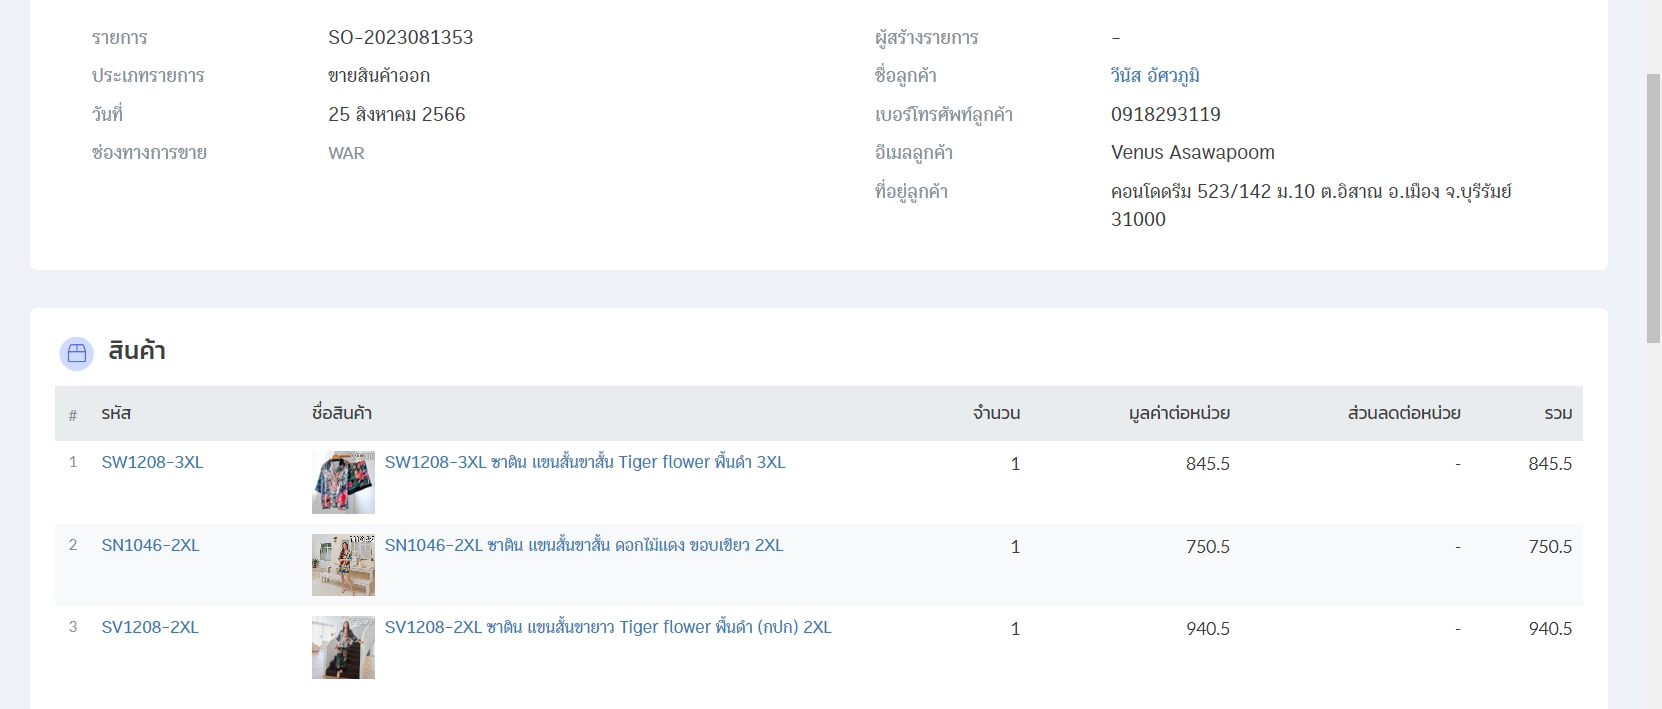 รายการ SO-2023081353
ประเภทรายการ ขายสินค้าออก
วันที่ 25 สิงหาคม 2566
ช่องทางการขาย WAR
ผู้สร้างรายการ -
ชื่อลูกค้า วีนัส อัศวภูมิ
เบอร์โทรศัพท์ลูกค้า 0918293119
อีเมลลูกค้า Venus Asawapoom
ที่อยู่ลูกค้า คอนโดดรีม 523/142 ม.10 ต.อิสาณ อ.เมือง จ.บุรีรัมย์
31000
สินค้า
# รหัส ชื่อสินค้า จำนวน มูลค่าต่อหน่วย ส่วนลดต่อหน่วย รวม
1 SW1208-3XL SW1208-3XL ซาติน แขนสั้นขาสั้น Tiger flower พื้นดำ 3XL 1 845.5 - 845.5
2 SN1046-2XL SN1046-2XL ซาติน แขนสั้นขาสั้น ดอกไม้แดง ขอบเขียว 2XL 1 750.5 - 750.5
3 SV1208-2XL SV1208-2XL ซาติน แขนสั้นขายาว Tiger flower พื้นดำ (กปก) 2XL 1 940.5 - 940.5